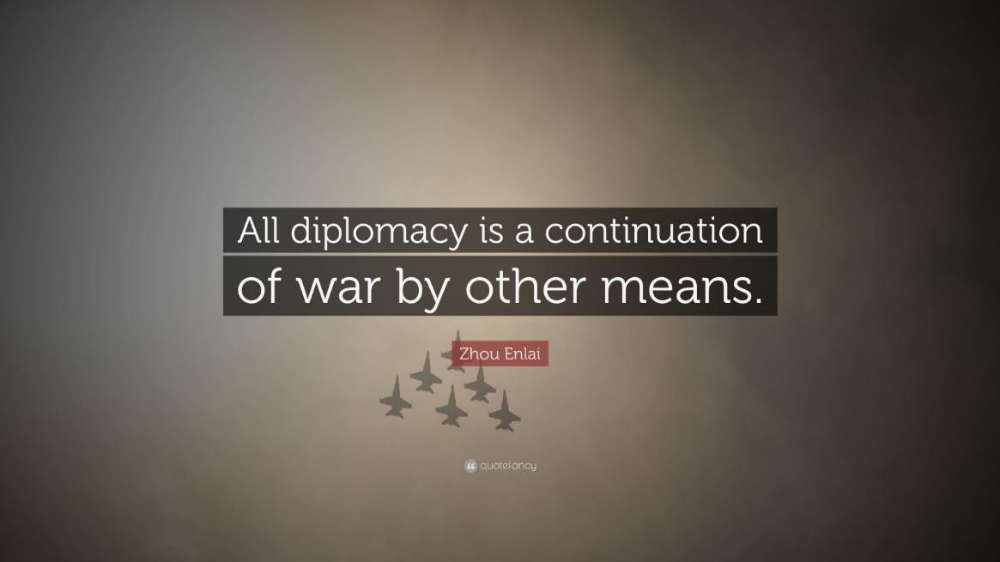 All diplomacy is a continuation
of war by other means.
Zhou Enlai
quotefancy